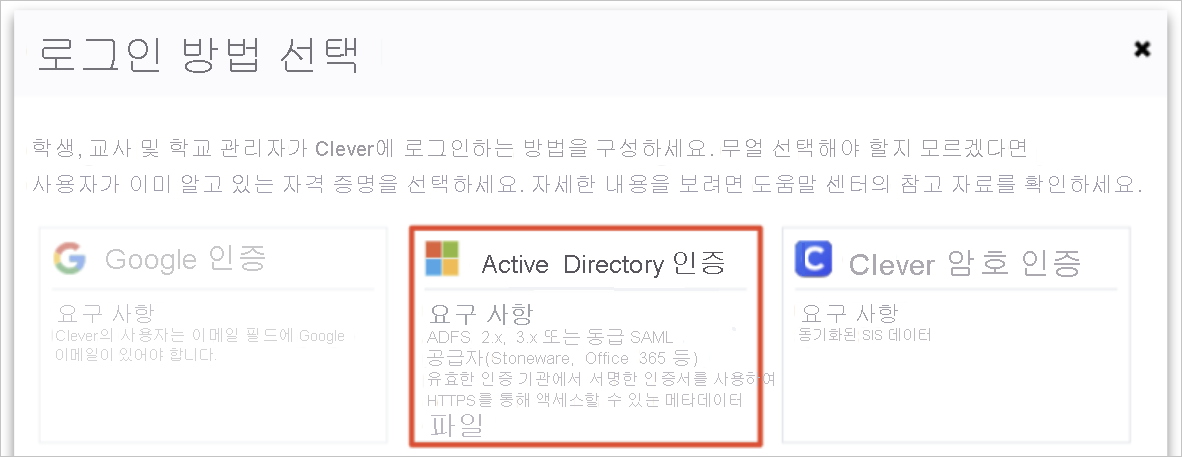 로그인 방법 선택
학생, 교사 및 학교 관리자가 Clever에 로그인하는 방법을 구성하세요. 무얼 선택해야 할지 모르겠다면
사용자가 이미 알고 있는 자격 증명을 선택하세요. 자세한 내용을 보려면 도움말 센터의 참고 자료를 확인하세요.
Google 인증
요구 사항
Clever의 사용자는 이메일 필드에 Google
이메일이 있어야 합니다.
Active Directory 인증
요구 사항
ADFS 2.x, 3.x 또는 동급 SAML
공급자(Stoneware, Office 365 등)
유효한 인증 기관에서 서명한 인증서를 사용하여
HTTPS를 통해 액세스할 수 있는 메타데이터
파일
C
Clever 암호 인증
요구 사항
동기화된 SIS 데이터